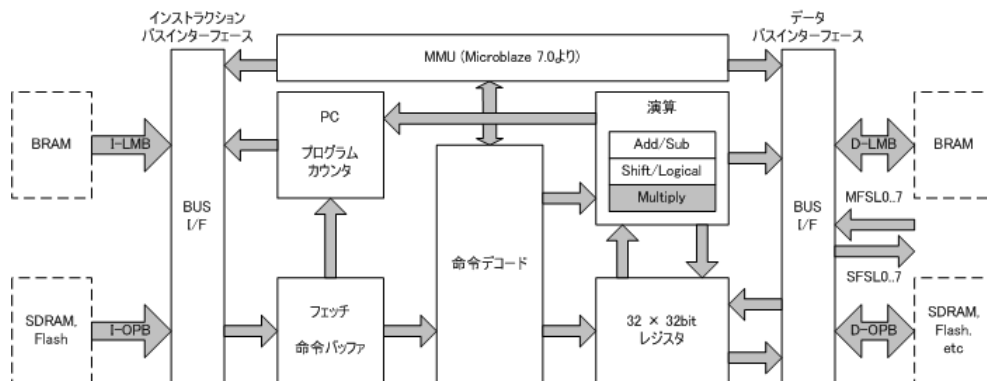 インストラクション
バスインターフェース
データ
バスインターフェース
MMU (Microblaze 7.0より)
BRAM
I-LMB
PC
プログラム
カウンタ
演算
Add/Sub
Shift/Logical
Multiply
D-LMB
BRAM
BUS
I/F
命令デコード
BUS
I/F
MFSL0..7
SFSL0..7
SDRAM,
Flash
I-OPB
フェッチ
命令バッファ
32 × 32bit
レジスタ
D-OPB
SDRAM,
Flash,
etc